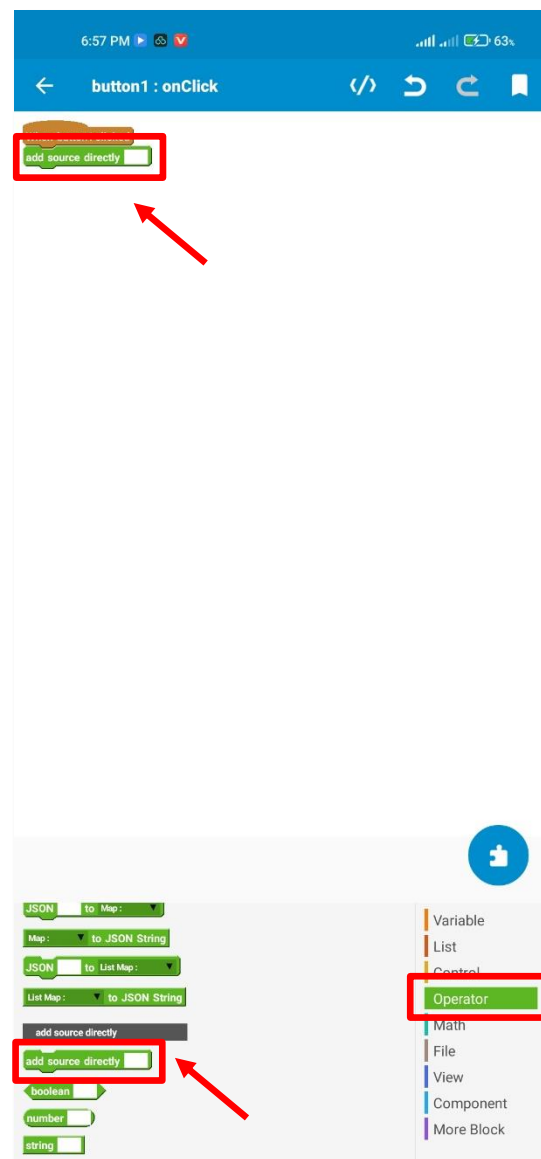 6:57 PM 63%
button1 : onClick
add source directly
JSON to Map :
Map : to JSON String
JSON to List Map :
List Map : to JSON String
add source directly
add source directly
boolean
number
string
Variable
List
Control
Operator
Math
File
View
Component
More Block